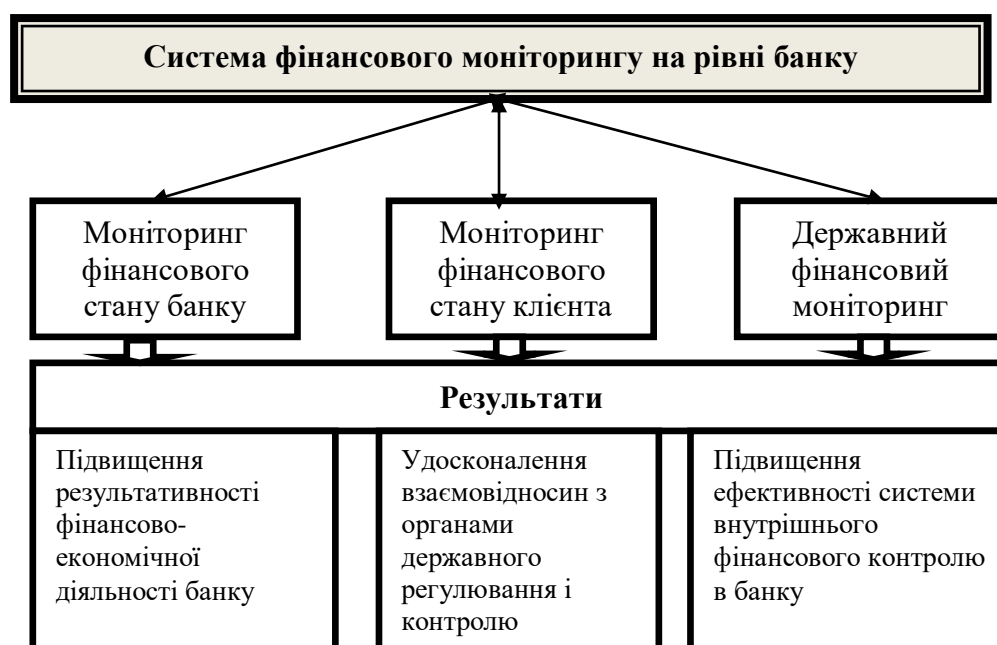 Система фінансового моніторингу на рівні банку
Моніторинг
фінансового
стану банку
Моніторинг
фінансового
стану клієнта
Державний
фінансовий
моніторинг
Результати
Підвищення
результативності
фінансово-
економічної
діяльності банку
Удосконалення
взаємовідносин з
органами
державного
регулювання і
контролю
Підвищення
ефективності системи
внутрішнього
фінансового контролю
в банку